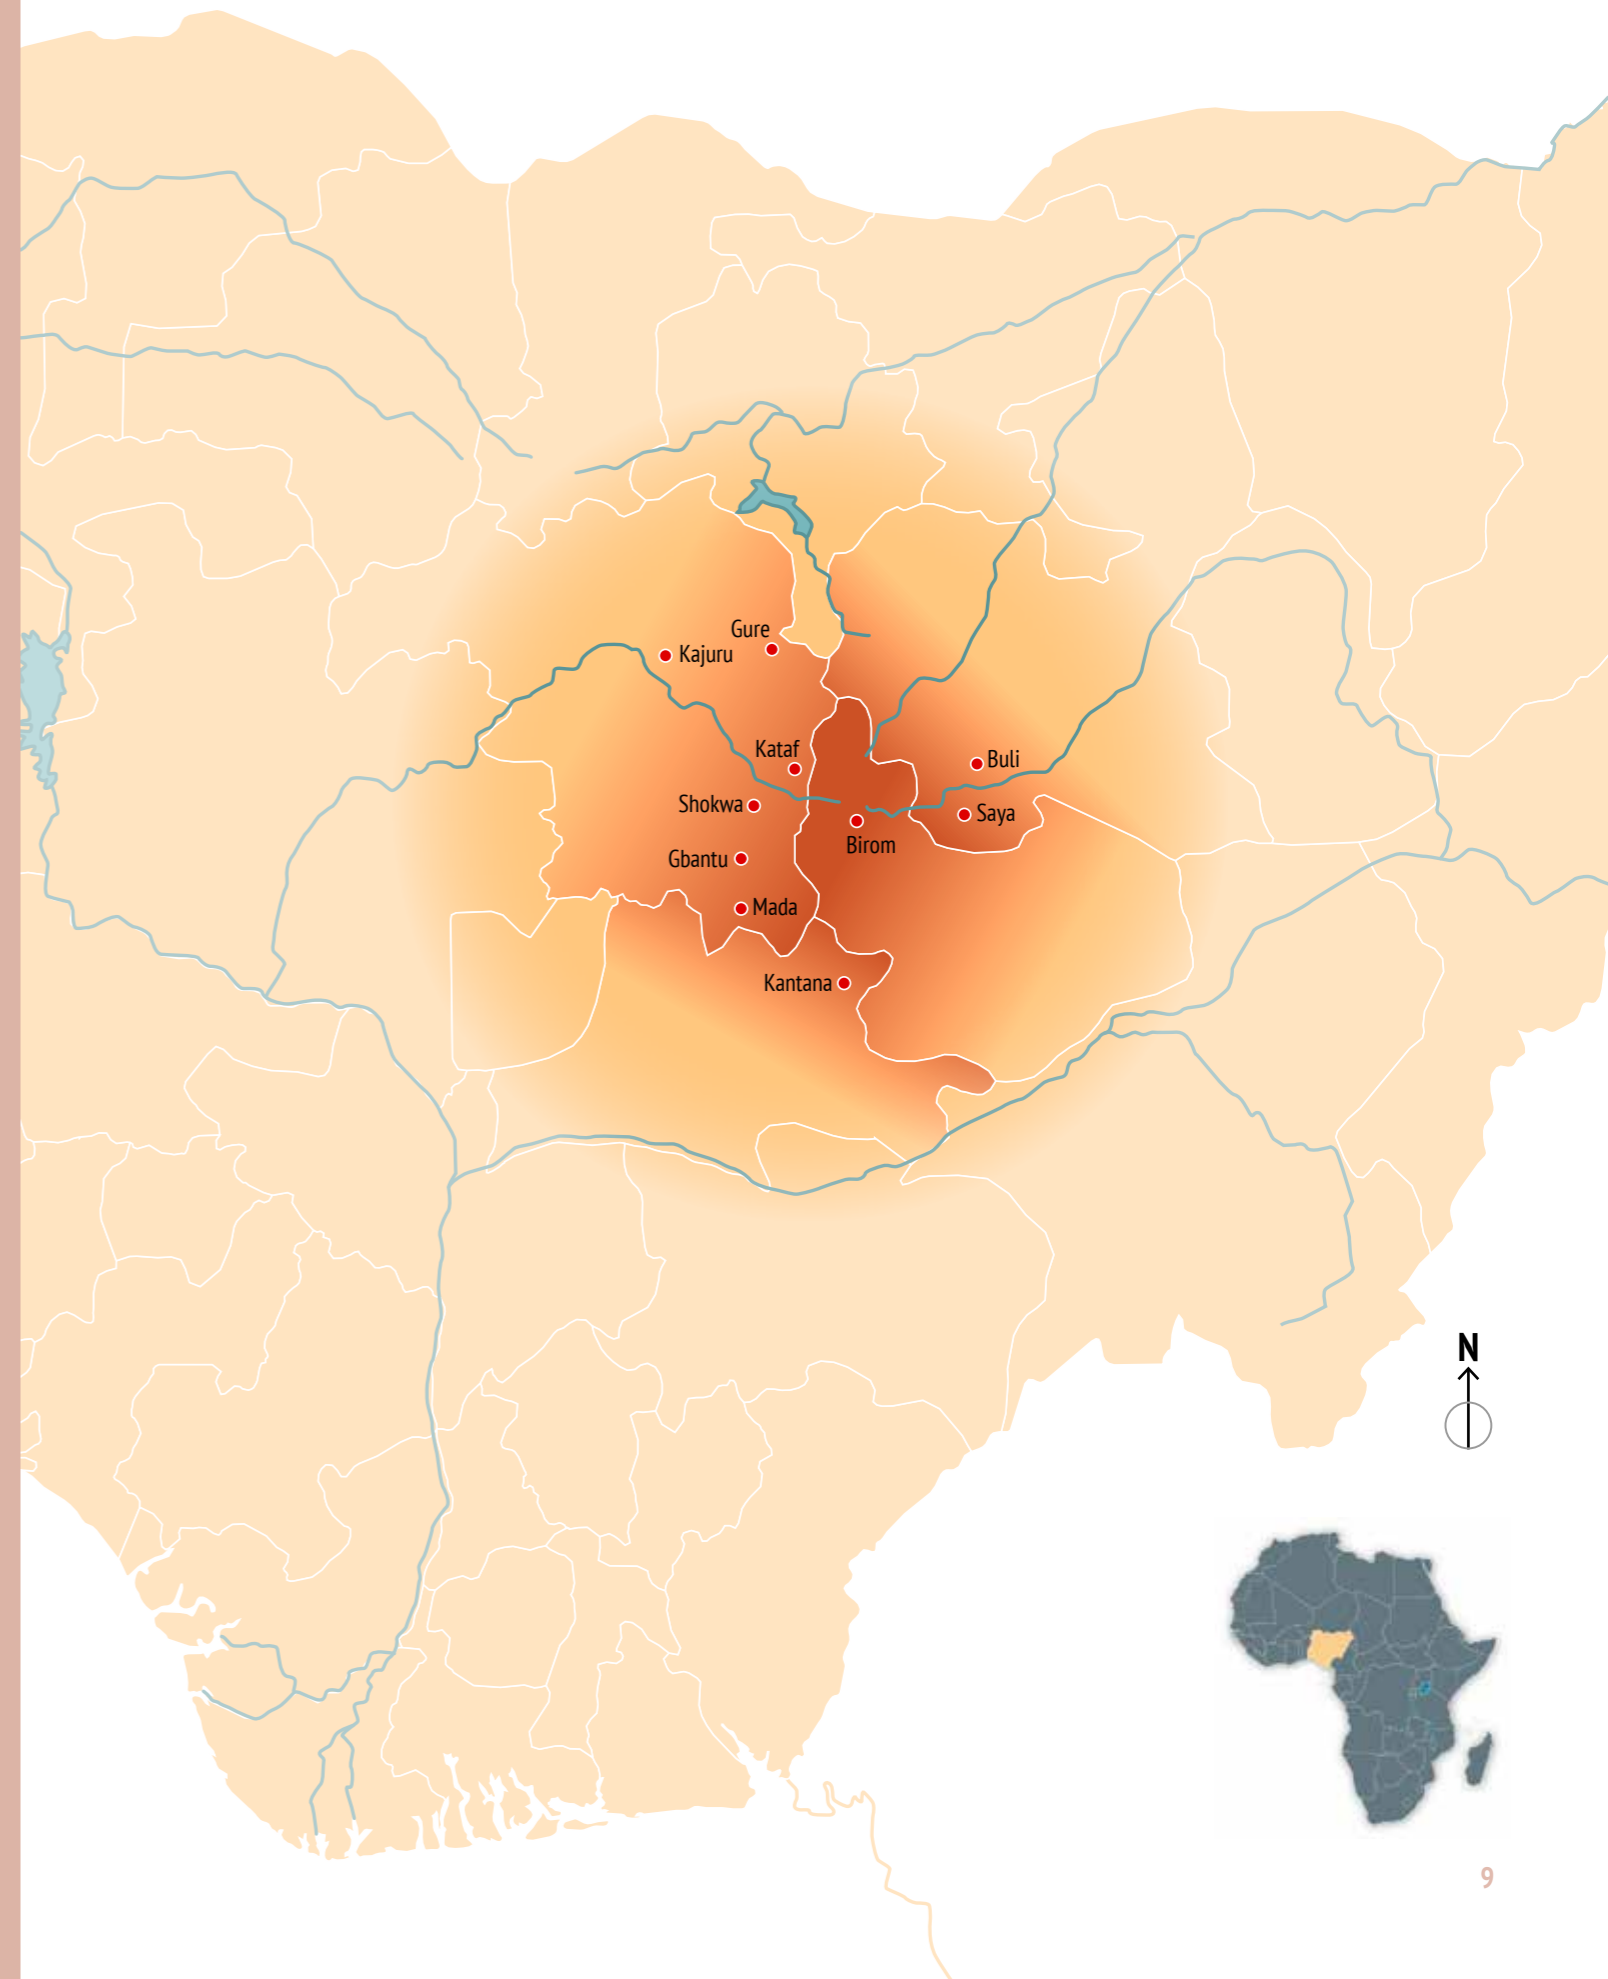 Gure
Kajuru
Kataf
Buli
Shokwa
Saya
Birom
Gbantu
Mada
Kantana
N
9